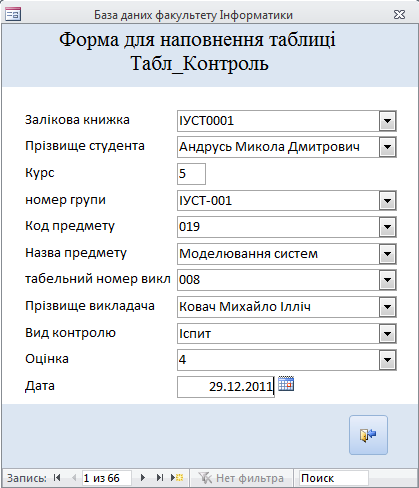 База даних факультету Інформатики
Форма для наповнення таблиці
Табл_Контроль
Залікова книжка ІУСТ0001
Прізвище студента Андрусь Микола Дмитрович
Курс 5
номер групи ІУСТ-001
Код предмету 019
Назва предмету Моделювання систем
табельний номер викл 008
Прізвище викладача Ковач Михайло Ілліч
Вид контролю Іспит
Оцінка 4
Дата 29.12.2011
Запись: 1 из 66 Нет фильтра Поиск